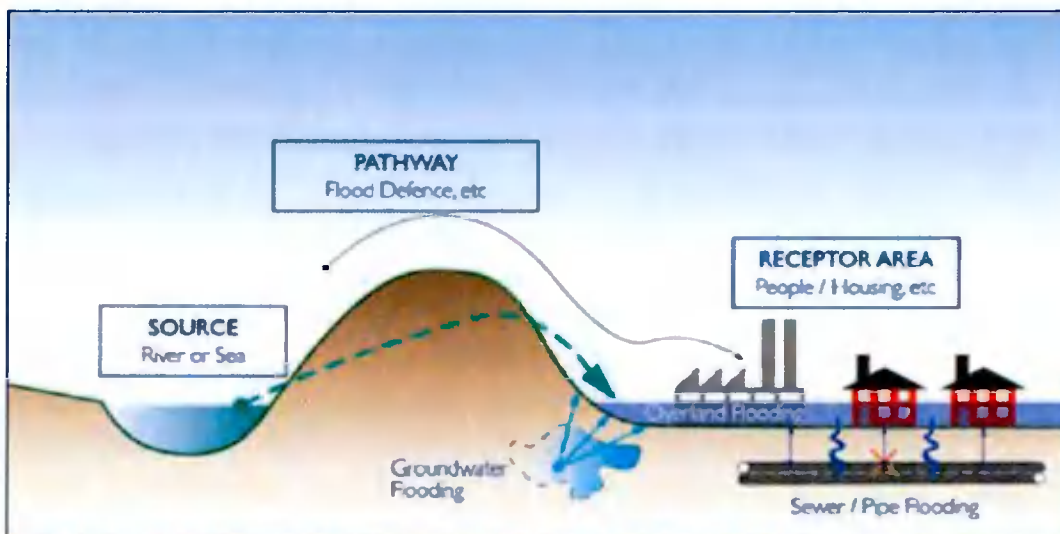 PATHWAY
Flood Defence, etc
RECEPTOR AREA
People / Housing, etc
SOURCE
River or Sea
Overland Flooding
Groundwater
Flooding
Sewer / Pipe Flooding